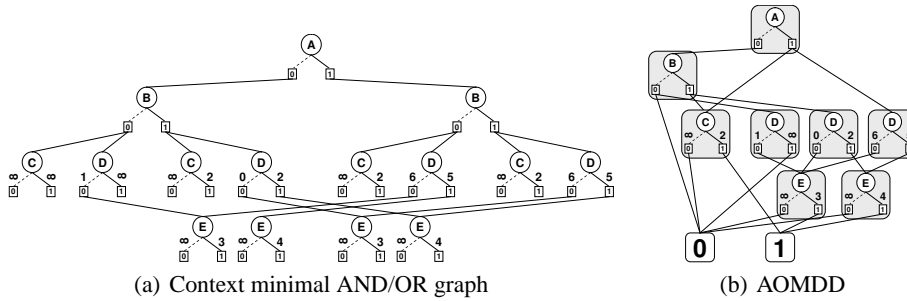 A
0 1
B B
0 1 0 1
C D C D C D C D
∞ ∞ 1 ∞ ∞ 2 0 2 ∞ 2 6 5 ∞ 2 6 5
0 1 0 1 0 1 0 1 0 1 0 1 0 1 0 1
E E E E
∞ 3 ∞ 4 ∞ 3 ∞ 4
0 1 0 1 0 1 0 1
(a) Context minimal AND/OR graph
A
0 1
B
0 1
C D D D
∞ 2 1 ∞ 0 2 6
0 1 0 1 0 1 0 1
E E
∞ 3 ∞ 4
0 1 0 1
0 1
(b) AOMDD